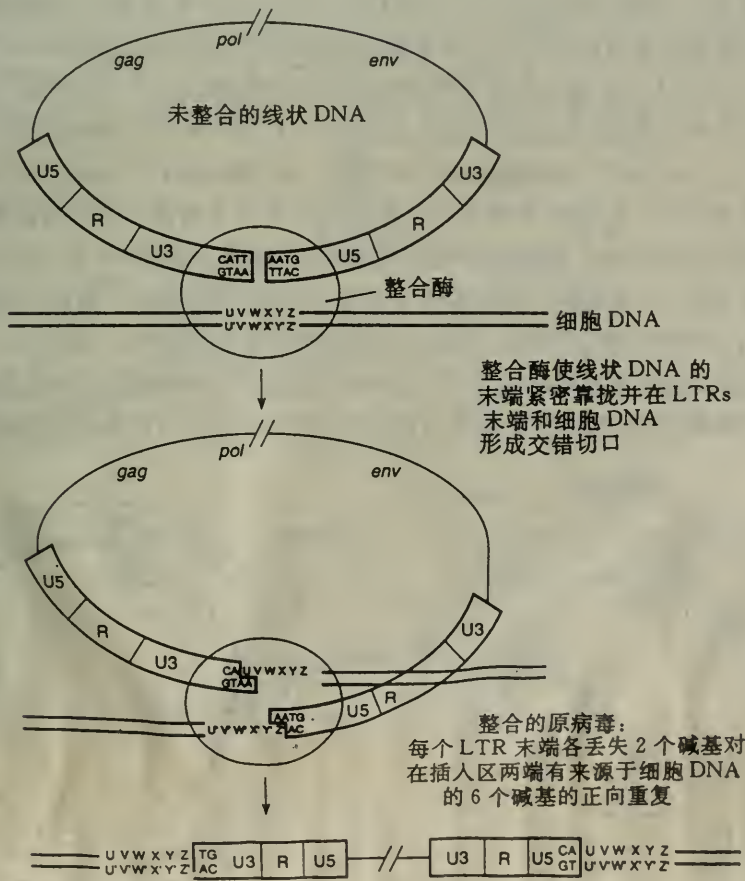 pol
gag
env
未整合的线状 DNA
U5
R
U3
CATT
GTAA
AATG
TTAC
U5
R
U3
整合酶
U V W X Y Z
U'V'W'X'Y'Z'
细胞 DNA
整合酶使线状 DNA 的
末端紧密靠拢并在 LTRs
末端和细胞 DNA
形成交错切口
pol
gag
env
U5
R
U3
CA U V W X Y Z
GTAA
AATG
U'V'W'X'Y'Z' AC
U5
R
U3
整合的原病毒：
每个 LTR 末端各丢失 2 个碱基对
在插入区两端有来源于细胞 DNA
的 6 个碱基的正向重复
U V W X Y Z TG U3 R U5 U3 R U5 CA U V W X Y Z
U'V'W'X'Y'Z' AC GT U'V'W'X'Y'Z'